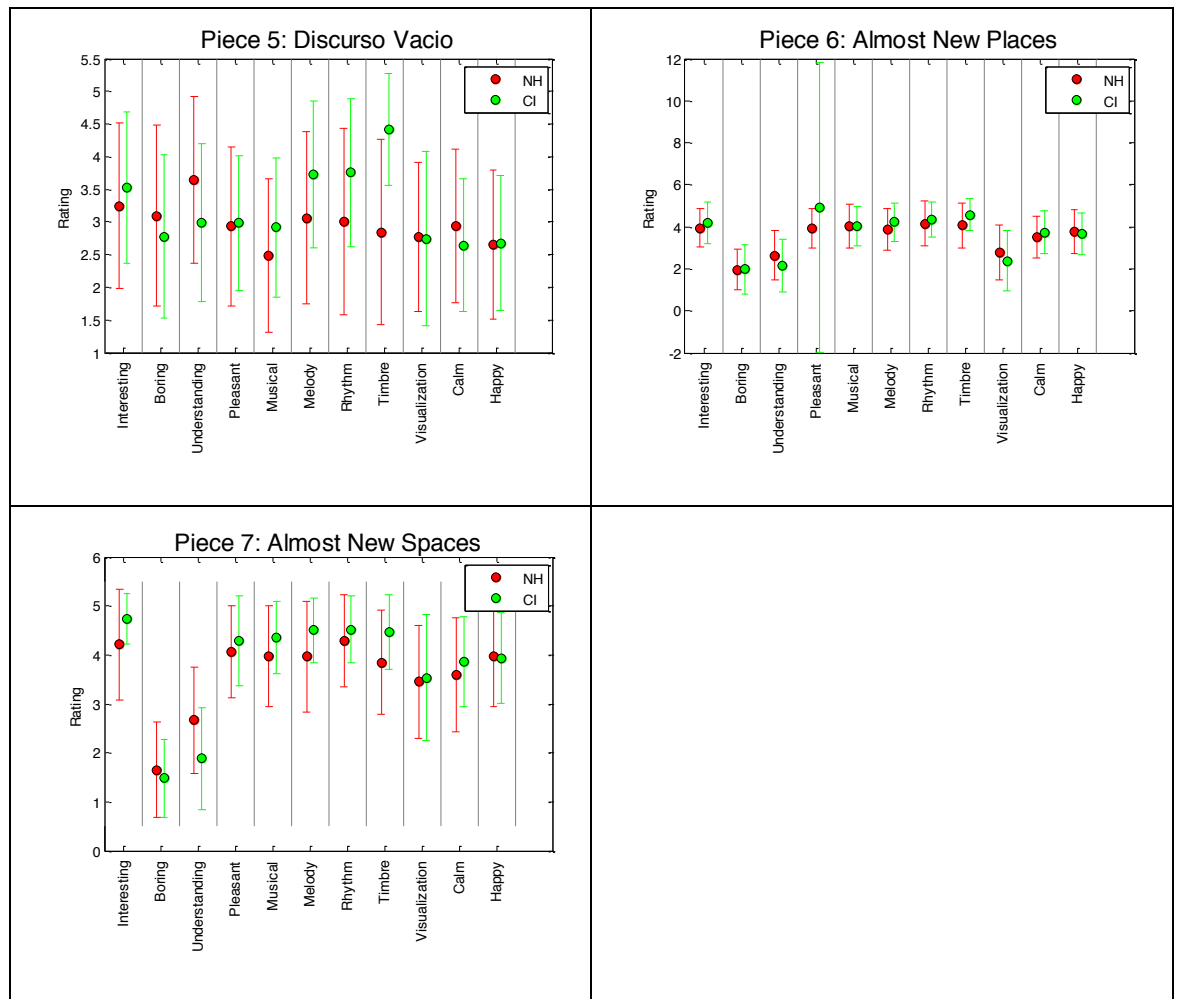 Piece 5: Discurso Vacio
5.5
5
4.5
4
3.5
3
2.5
2
1.5
1
Rating
NH
CI
Interesting
Boring
Understanding
Pleasant
Musical
Melody
Rhythm
Timbre
Visualization
Calm
Happy
Piece 6: Almost New Places
12
10
8
6
4
2
0
-2
Rating
NH
CI
Interesting
Boring
Understanding
Pleasant
Musical
Melody
Rhythm
Timbre
Visualization
Calm
Happy
Piece 7: Almost New Spaces
6
5
4
3
2
1
0
Rating
NH
CI
Interesting
Boring
Understanding
Pleasant
Musical
Melody
Rhythm
Timbre
Visualization
Calm
Happy